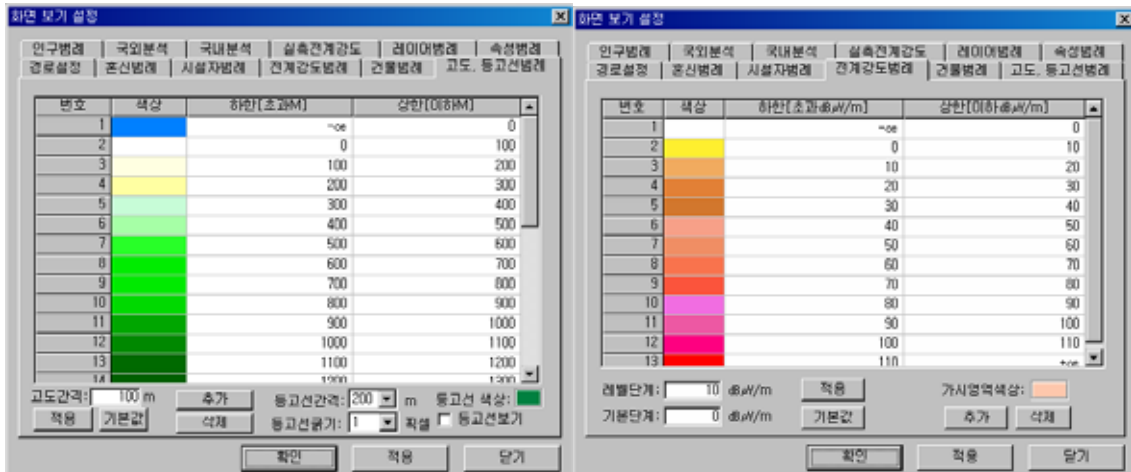 화면 보기 설정
인구범례 국외분석 국내분석 실측전계강도 레이어범례 속성범례
경로설정 혼신범례 시설자범례 전계강도범례 건물범례 고도, 등고선범례
번호 색상 하한[초과M] 상한[이하M]
1 -oe 0
2 0 100
3 100 200
4 200 300
5 300 400
6 400 500
7 500 600
8 600 700
9 700 800
10 800 900
11 900 1000
12 1000 1100
13 1100 1200
14 1200 1300
고도간격: 100 m 추가 등고선간격: 200 m 등고선 색상:
적용 기본값 삭제 등고선굵기: 1 픽셀 등고선보기
확인 적용 닫기
화면 보기 설정
인구범례 국외분석 국내분석 실측전계강도 레이어범례 속성범례
경로설정 혼신범례 시설자범례 전계강도범례 건물범례 고도, 등고선범례
번호 색상 하한[초과dBμV/m] 상한[이하dBμV/m]
1 -oe 0
2 0 10
3 10 20
4 20 30
5 30 40
6 40 50
7 50 60
8 60 70
9 70 80
10 80 90
11 90 100
12 100 110
13 110 +oe
레벨단계: 10 dBμV/m 적용 가시영역색상:
기본단계: 0 dBμV/m 기본값 추가 삭제
확인 적용 닫기